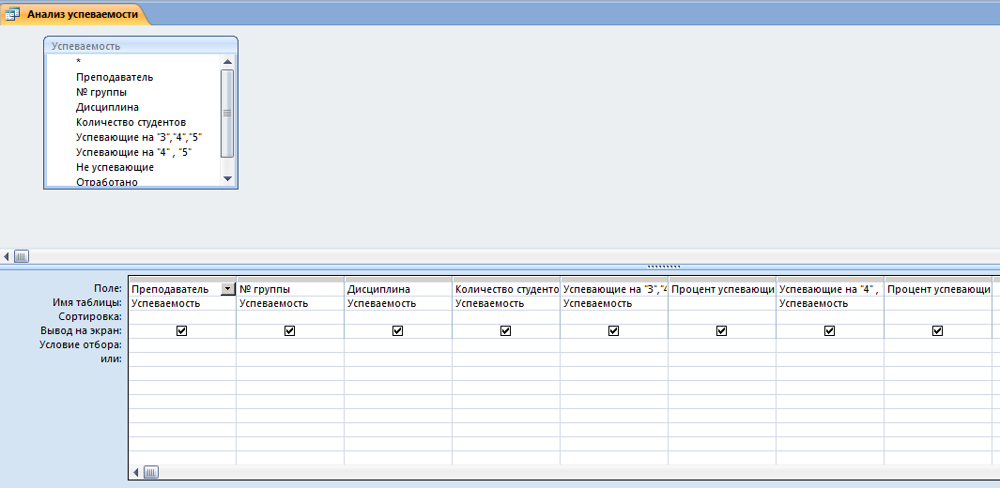 Анализ успеваемости
Успеваемость
*
Преподаватель
№ группы
Дисциплина
Количество студентов
Успевающие на "3","4","5"
Успевающие на "4" , "5"
Не успевающие
Отработано
Поле: Преподаватель № группы Дисциплина Количество студенто Успевающие на "3","4 Процент успевающи Успевающие на "4" , Процент успевающи
Имя таблицы: Успеваемость Успеваемость Успеваемость Успеваемость Успеваемость Успеваемость
Сортировка:
Вывод на экран:
Условие отбора:
или: